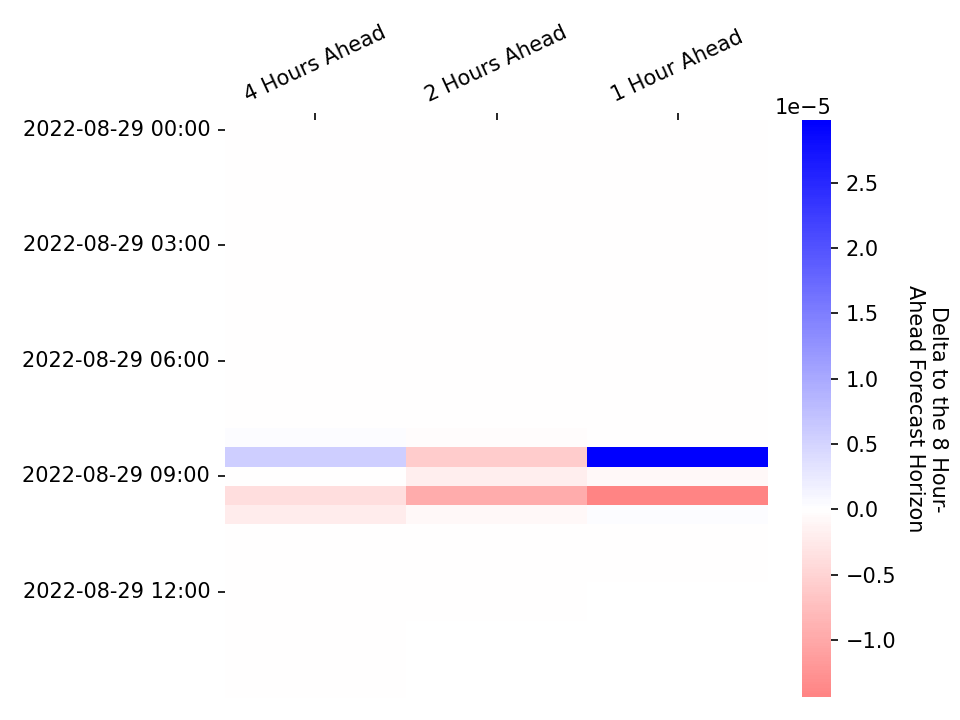 4 Hours Ahead
2 Hours Ahead
1 Hour Ahead
1e−5
2022-08-29 00:00
2022-08-29 03:00
2022-08-29 06:00
2022-08-29 09:00
2022-08-29 12:00
2.5
2.0
1.5
1.0
0.5
0.0
−0.5
−1.0
Delta to the 8 Hour-
Ahead Forecast Horizon